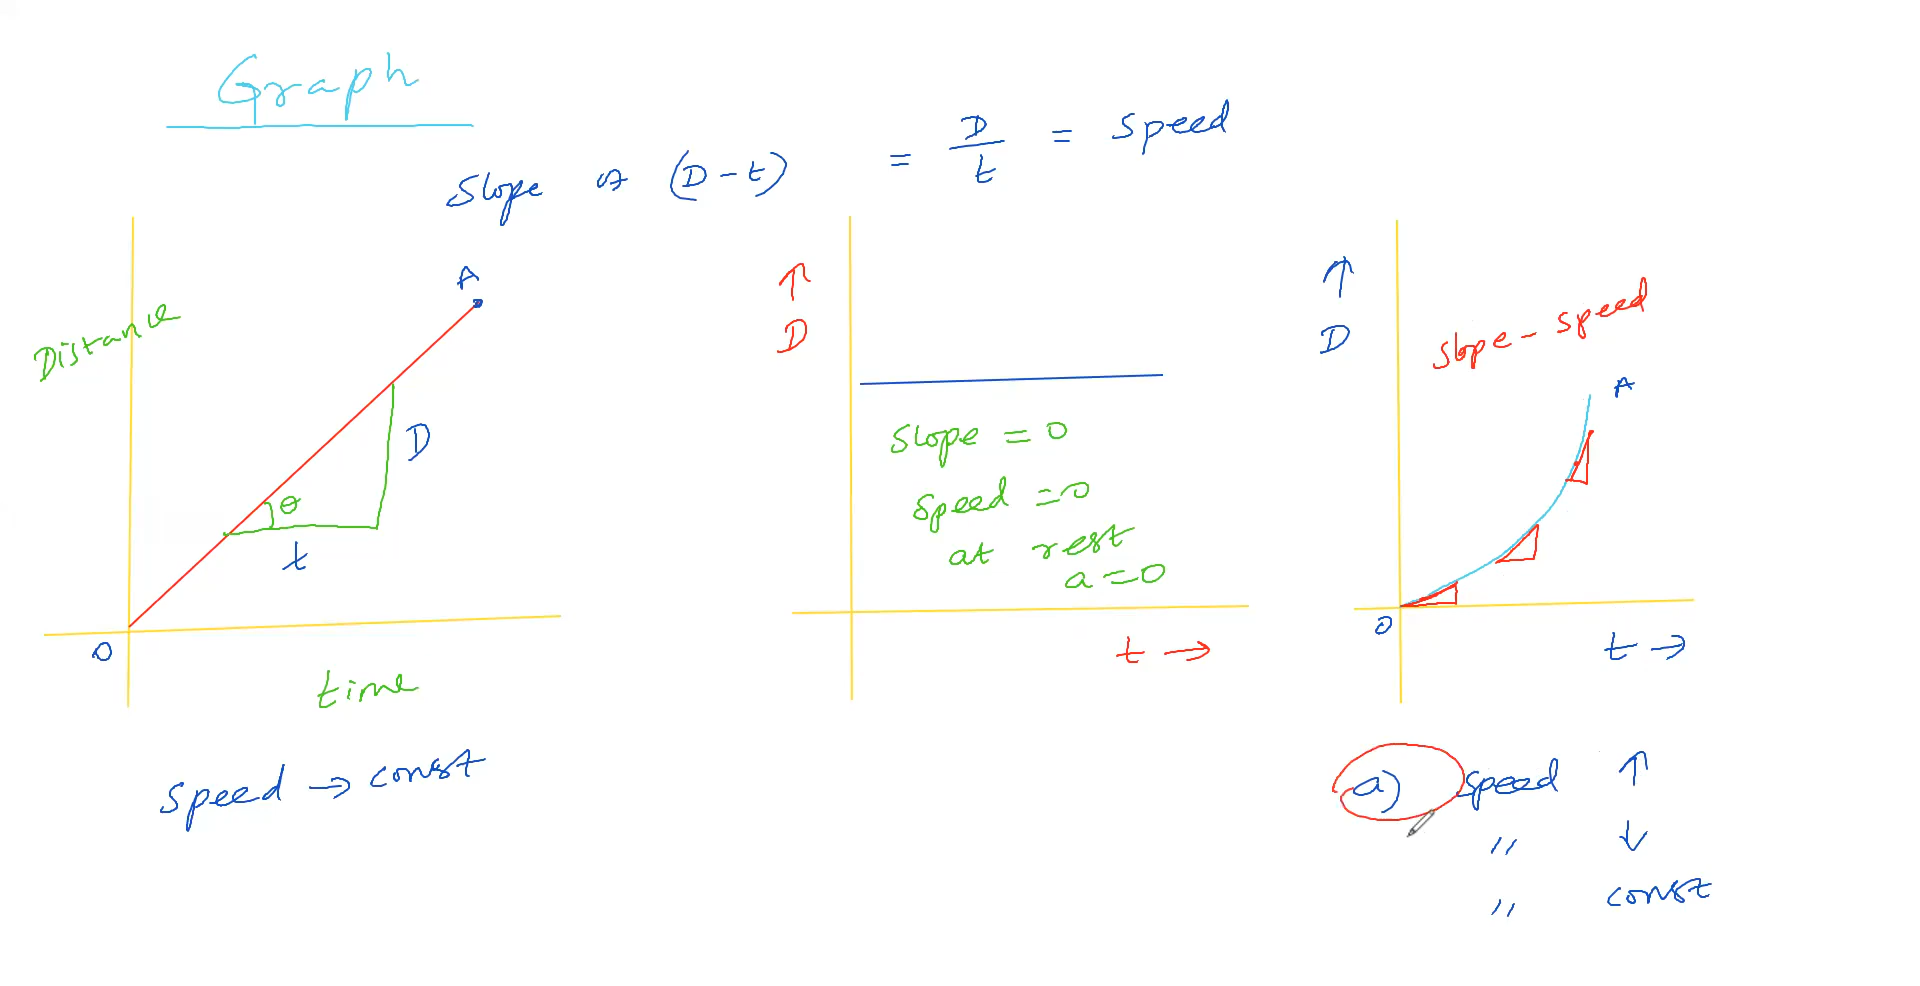 Graph
Slope of (D-t) = D/t = speed
Distance
A
D
θ
t
O
time
speed → const
↑
D
slope = 0
speed = 0
at rest
a = 0
t →
↑
D
slope - speed
A
O
t →
a) speed ↑
" ↓
" const